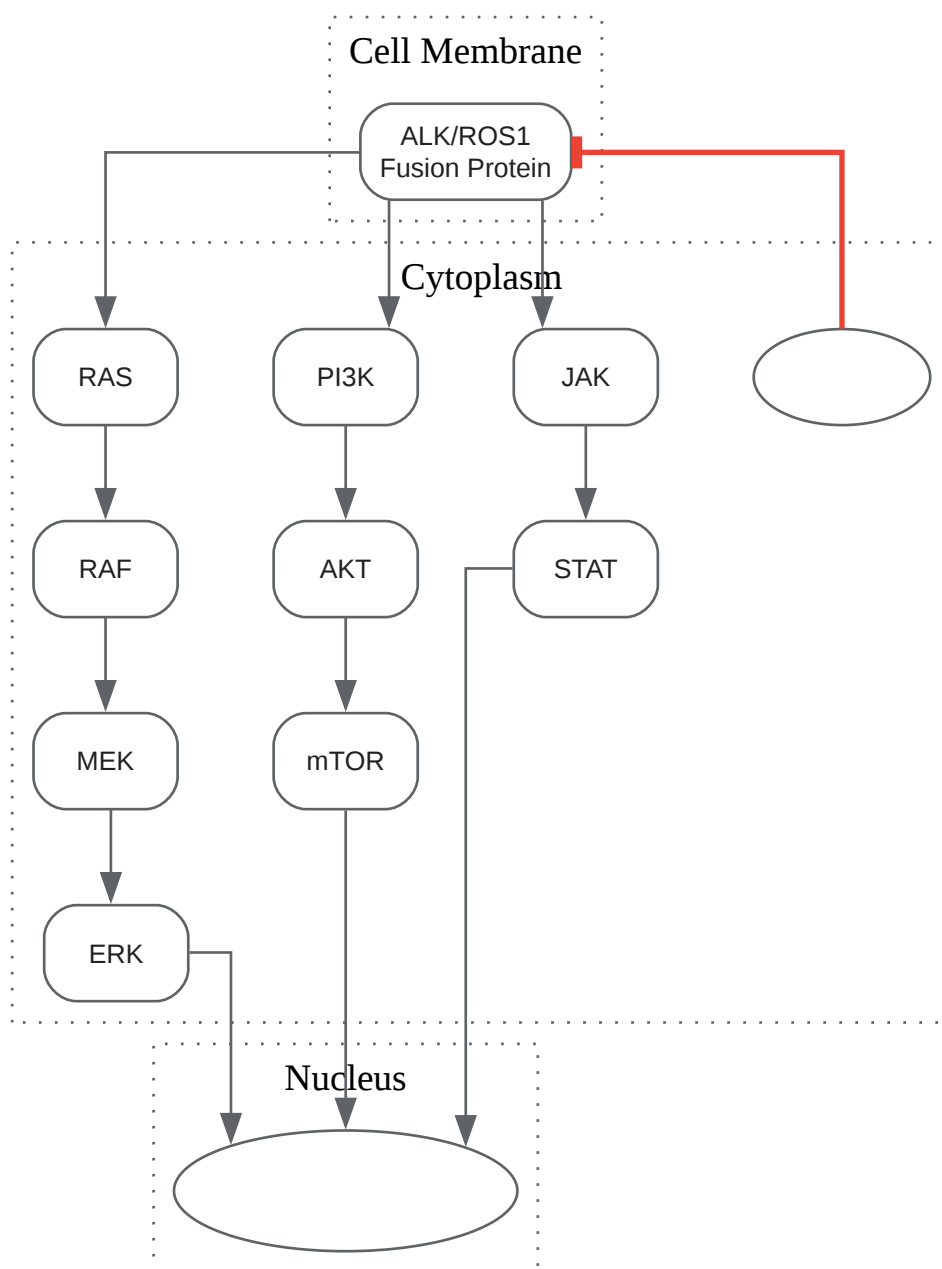 Cell Membrane
ALK/ROS1
Fusion Protein
Cytoplasm
RAS
PI3K
JAK
RAF
AKT
STAT
MEK
mTOR
ERK
Nucleus